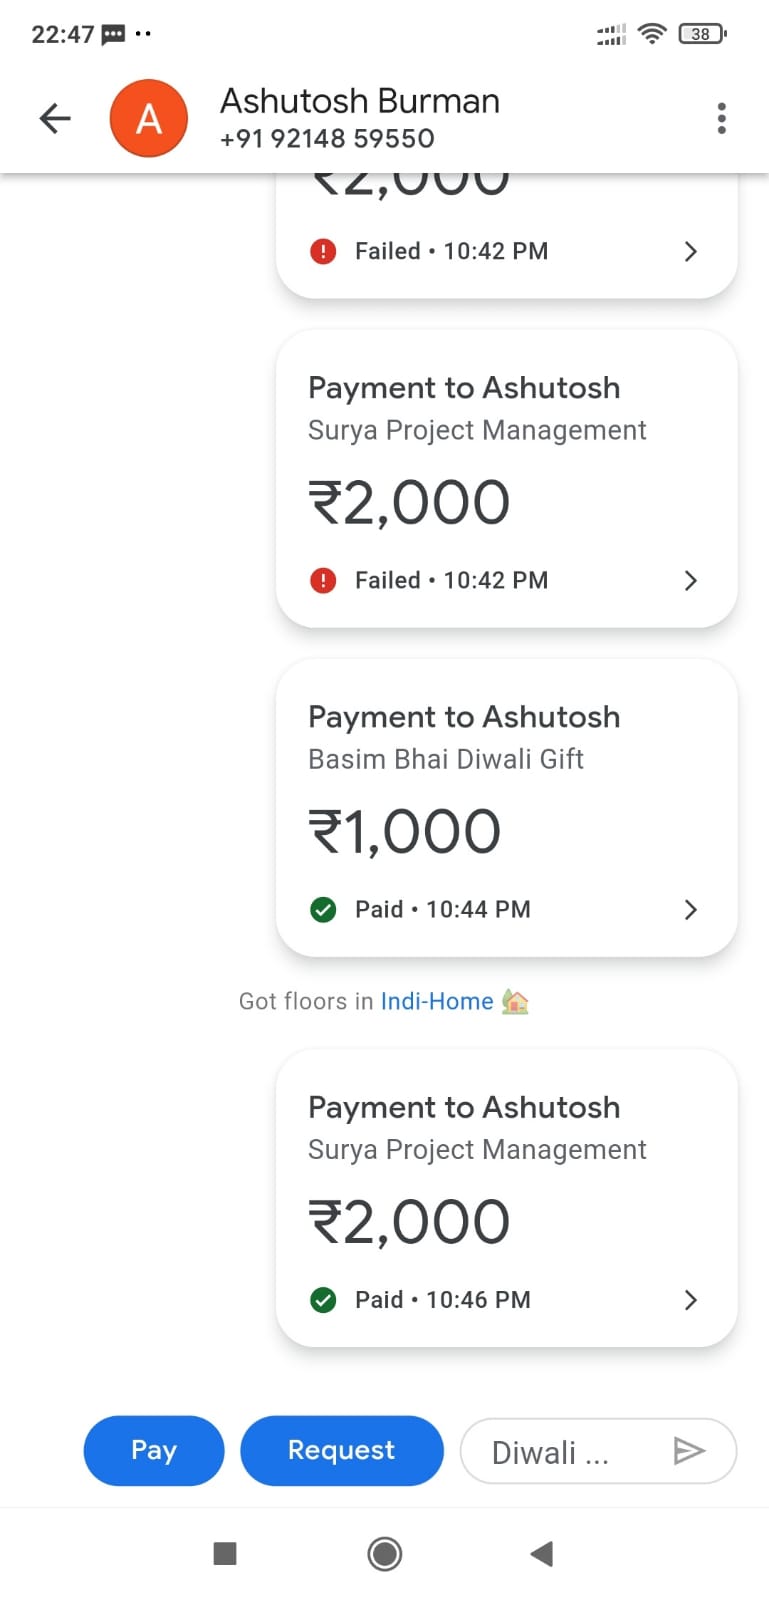 22:47
38
A
Ashutosh Burman
+91 92148 59550
₹2,000
Failed • 10:42 PM
Payment to Ashutosh
Surya Project Management
₹2,000
Failed • 10:42 PM
Payment to Ashutosh
Basim Bhai Diwali Gift
₹1,000
Paid • 10:44 PM
Got floors in Indi-Home 🏡
Payment to Ashutosh
Surya Project Management
₹2,000
Paid • 10:46 PM
Pay
Request
Diwali ...